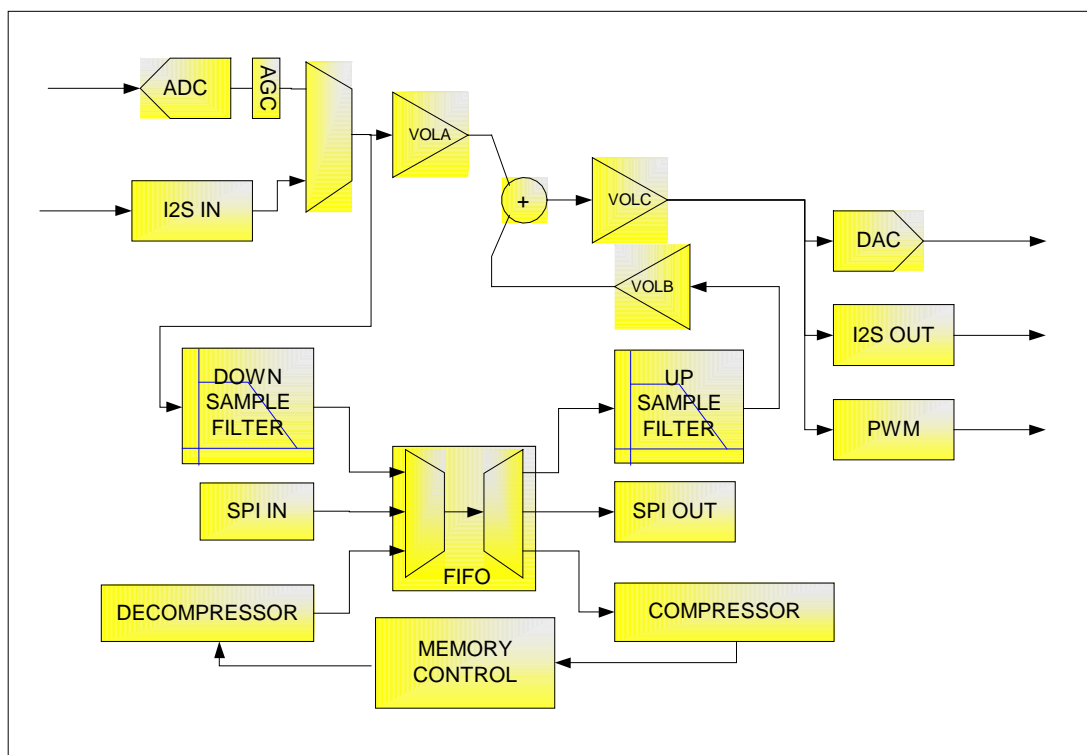 ADC
AGC
VOLA
I2S IN
+
VOLC
DAC
VOLB
I2S OUT
DOWN
SAMPLE
FILTER
UP
SAMPLE
FILTER
PWM
SPI IN
SPI OUT
FIFO
DECOMPRESSOR
COMPRESSOR
MEMORY
CONTROL